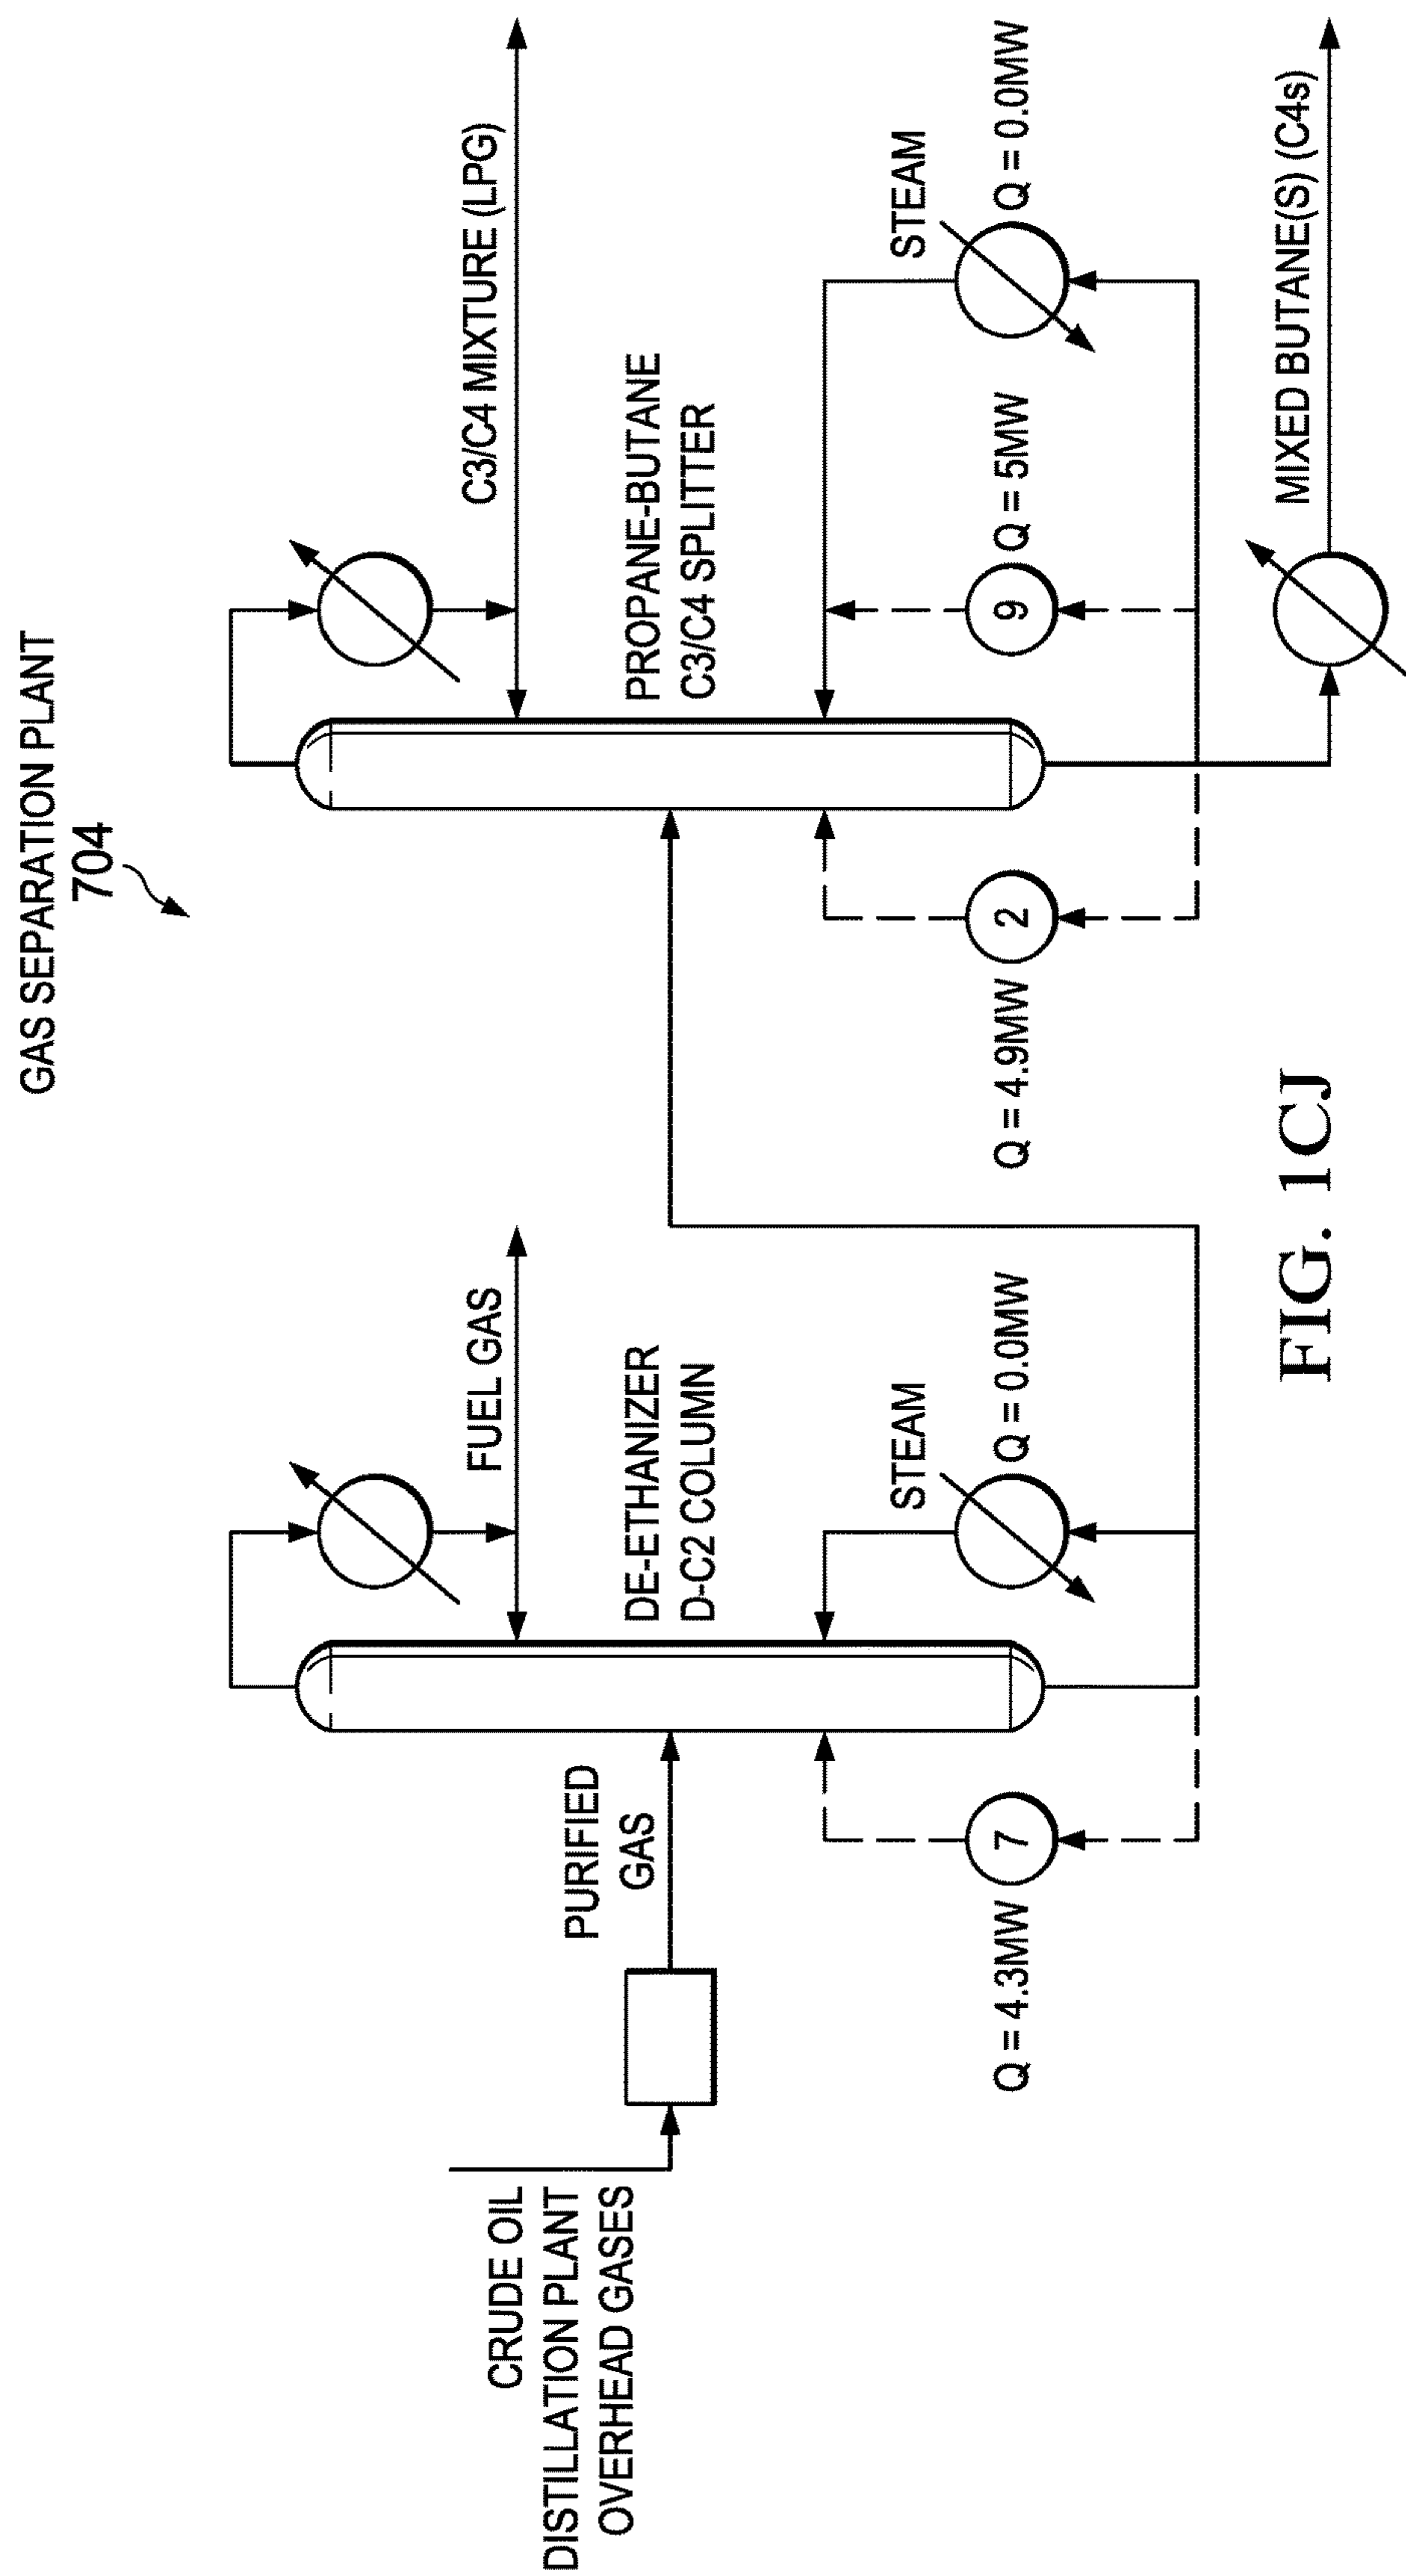 GAS SEPARATION PLANT
704
CRUDE OIL
DISTILLATION PLANT
OVERHEAD GASES
PURIFIED
GAS
FUEL GAS
DE-ETHANIZER
D-C2 COLUMN
STEAM
Q = 0.0MW
7
Q = 4.3MW
C3/C4 MIXTURE (LPG)
PROPANE-BUTANE
C3/C4 SPLITTER
STEAM
Q = 0.0MW
9
Q = 5MW
2
Q = 4.9MW
MIXED BUTANE(S) (C4s)
FIG. 1CJ